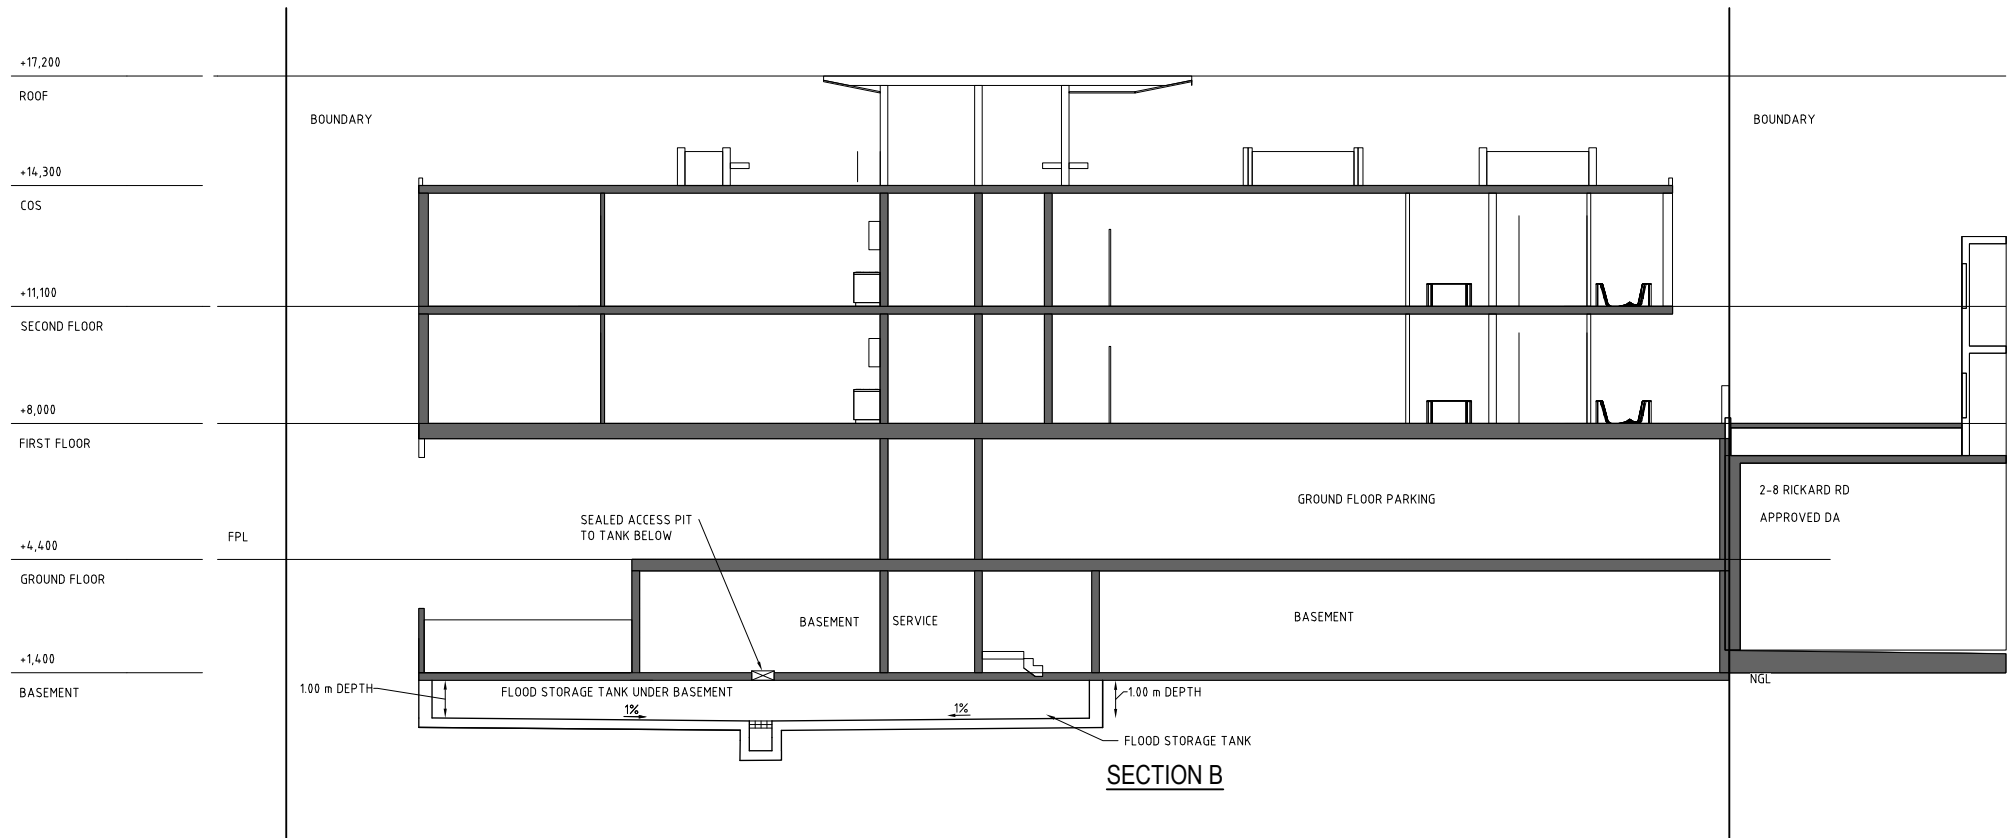 +17,200
ROOF
BOUNDARY
BOUNDARY
+14,300
COS
+11,100
SECOND FLOOR
+8,000
FIRST FLOOR
GROUND FLOOR PARKING
2-8 RICKARD RD
APPROVED DA
SEALED ACCESS PIT
TO TANK BELOW
FPL
+4,400
GROUND FLOOR
BASEMENT
SERVICE
BASEMENT
+1,400
BASEMENT
NGL
1.00 m DEPTH
FLOOD STORAGE TANK UNDER BASEMENT
1.00 m DEPTH
1%
1%
FLOOD STORAGE TANK
SECTION B